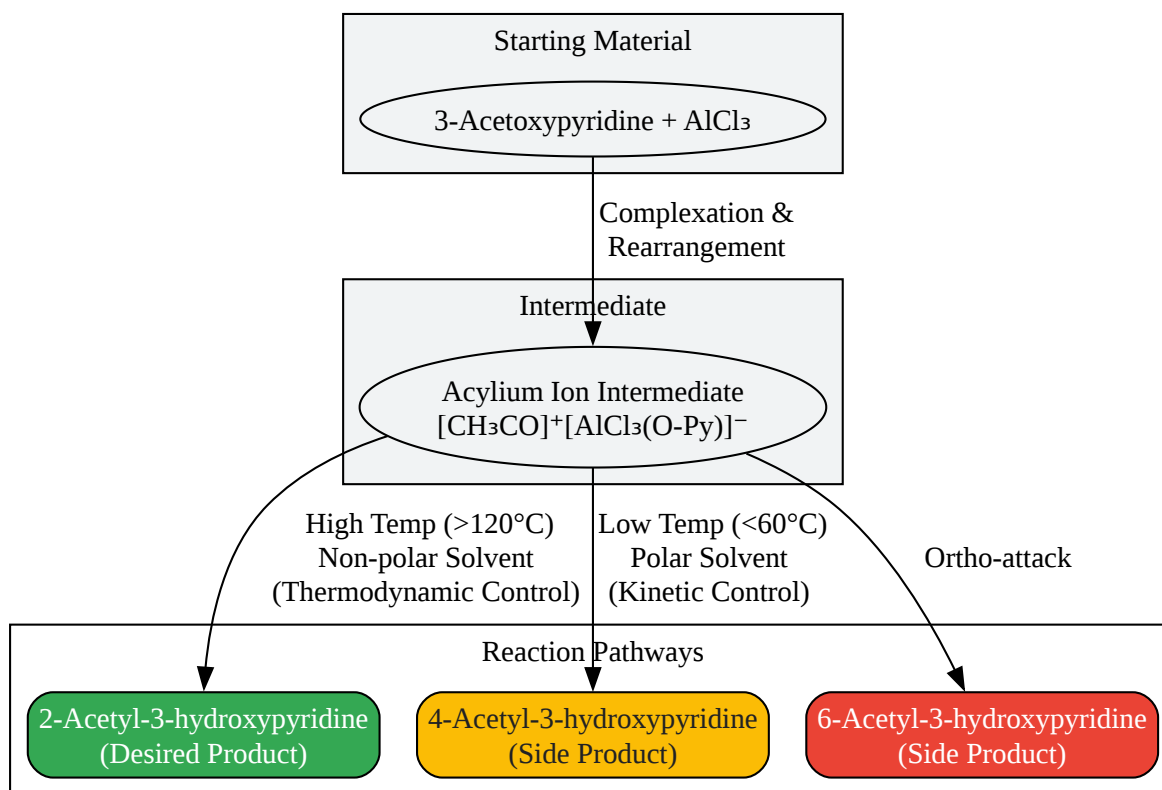 Starting Material
3-Acetoxypyridine + AlCl₃
Complexation &
Rearrangement
Intermediate
Acylium Ion Intermediate
[CH₃CO]⁺[AlCl₃(O-Py)]⁻
High Temp (>120°C)
Non-polar Solvent
(Thermodynamic Control)
Low Temp (<60°C)
Polar Solvent
(Kinetic Control)
Ortho-attack
Reaction Pathways
2-Acetyl-3-hydroxypyridine
(Desired Product)
4-Acetyl-3-hydroxypyridine
(Side Product)
6-Acetyl-3-hydroxypyridine
(Side Product)